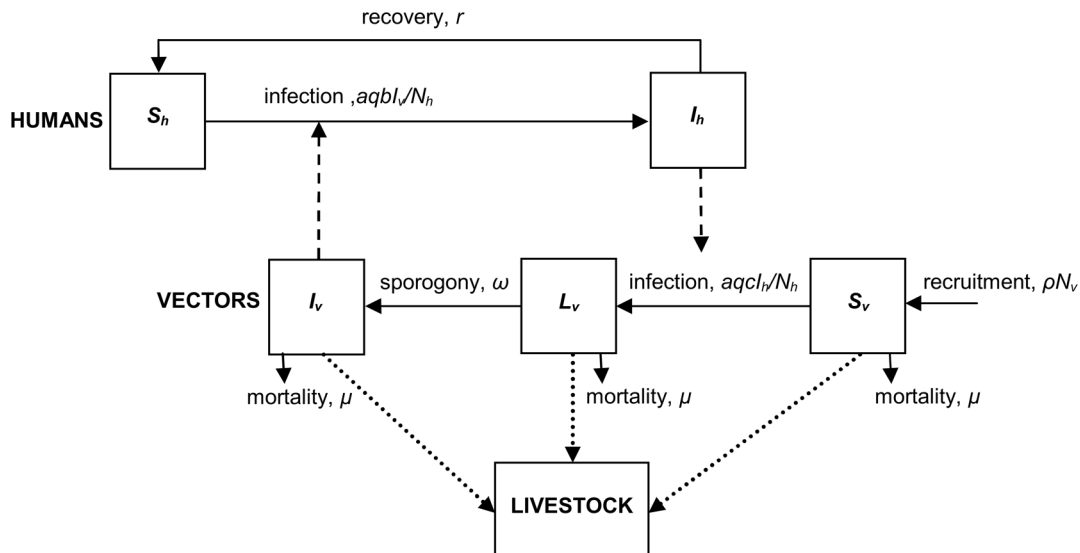 recovery, r
infection ,aqbIᵥ/Nₕ
HUMANS
Sₕ
Iₕ
VECTORS
Iᵥ
sporogony, ω
Lᵥ
infection, aqcIₕ/Nₕ
Sᵥ
recruitment, ρNᵥ
mortality, μ
mortality, μ
mortality, μ
LIVESTOCK